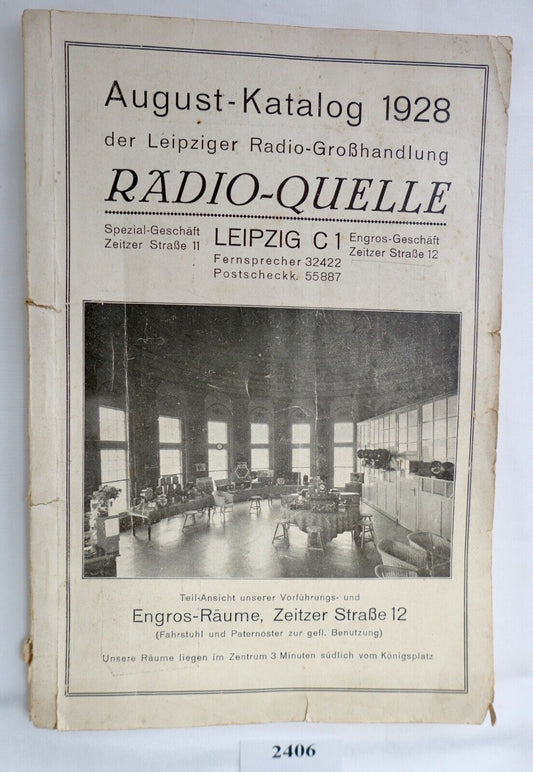 August-Katalog 1928
der Leipziger Radio-Großhandlung
RADIO-QUELLE
Spezial-Geschäft
Zeitzer Straße 11
LEIPZIG C 1
Fernsprecher 32422
Postscheckk. 55887
Engros-Geschäft
Zeitzer Straße 12
Teil-Ansicht unserer Vorführungs- und
Engros-Räume, Zeitzer Straße 12
(Fahrstuhl und Paternoster zur gefl. Benutzung)
Unsere Räume liegen im Zentrum 3 Minuten südlich vom Königsplatz
2406